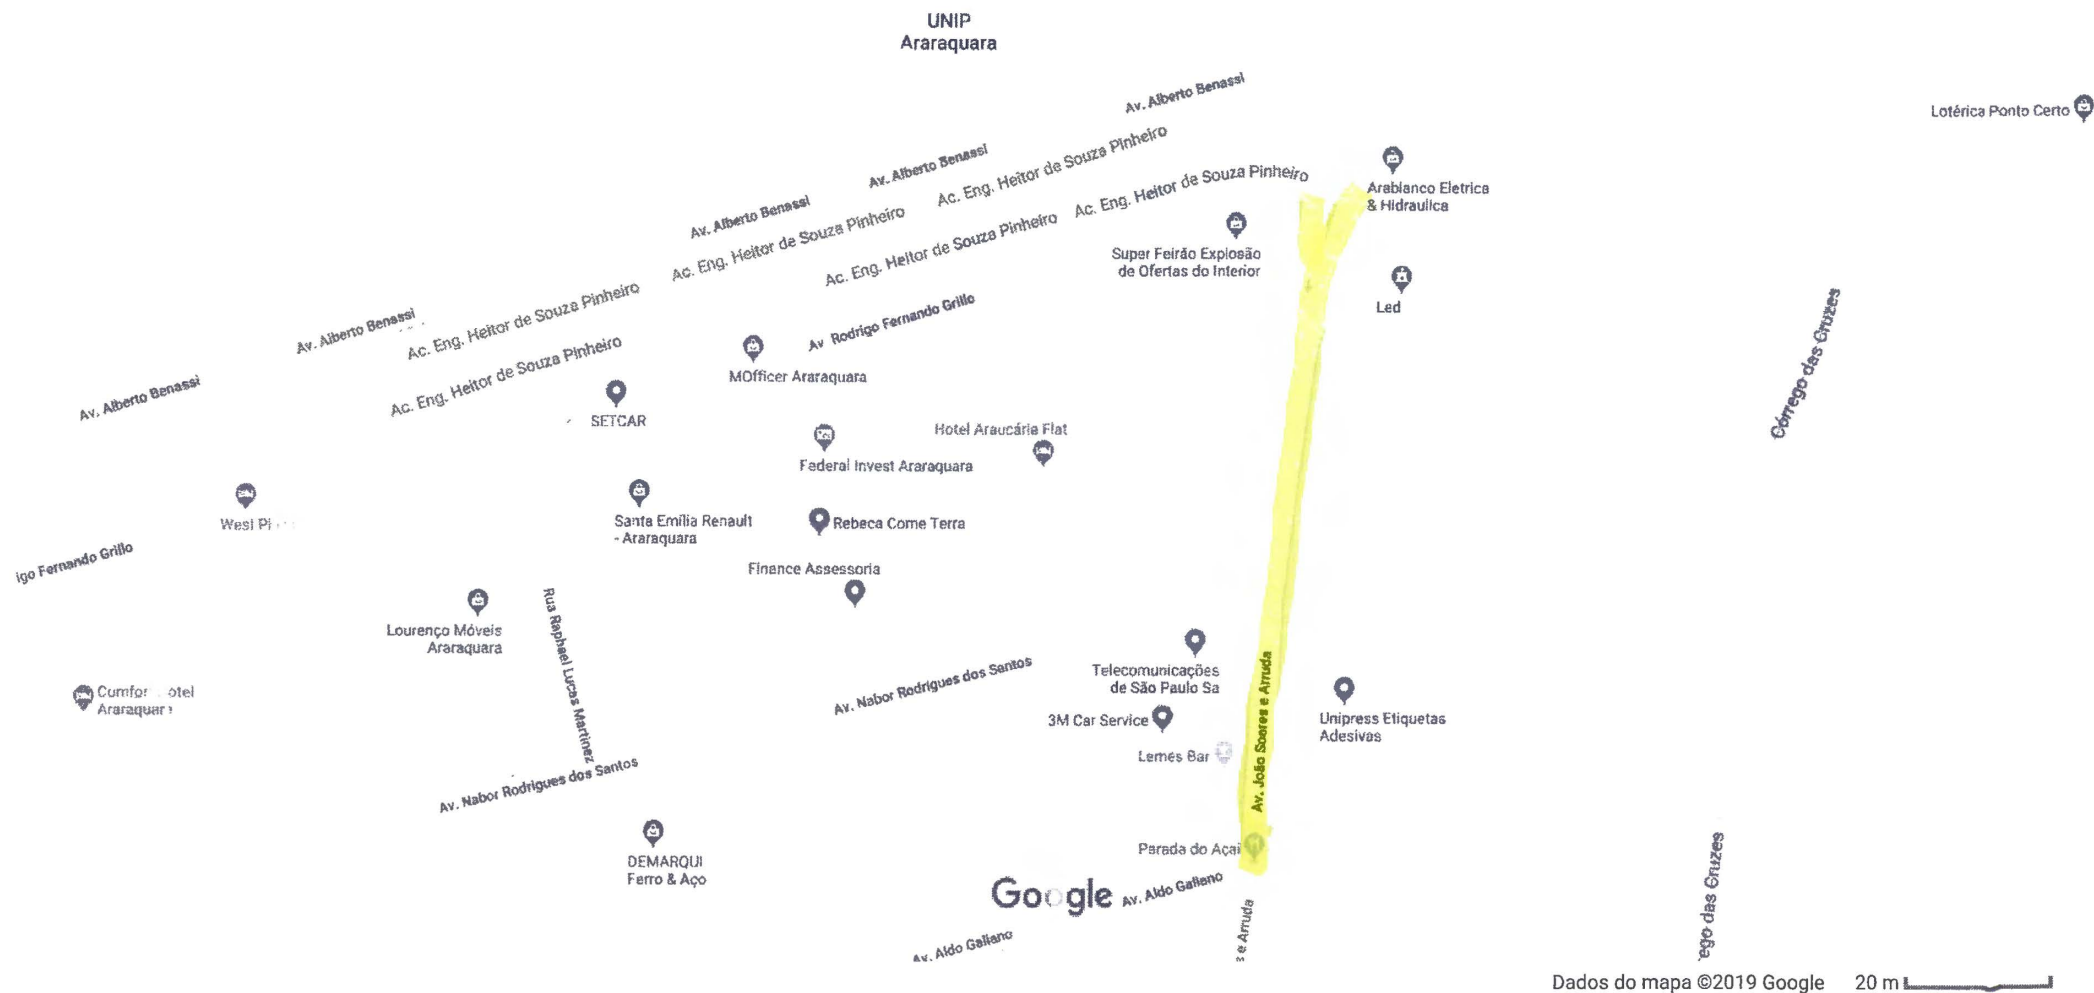 UNIP
Araraquara
Av. Alberto Benassi
Lotérica Ponto Certo
Ac. Eng. Heitor de Souza Pinheiro
Av. Alberto Benassi
Arablanco Eletrica
& Hidraulica
Ac. Eng. Heitor de Souza Pinheiro
Av. Alberto Benassi
Ac. Eng. Heitor de Souza Pinheiro
Super Feirão Explosão
de Ofertas do Interior
Ac. Eng. Heitor de Souza Pinheiro
Led
Av Rodrigo Fernando Grillo
Av. Alberto Benassi
Ac. Eng. Heitor de Souza Pinheiro
Córrego das Cruzes
MOfficer Araraquara
Ac. Eng. Heitor de Souza Pinheiro
Av. Alberto Benassi
SETCAR
Hotel Araucária Flat
Federal Invest Araraquara
West
Santa Emília Renault
- Araraquara
Rebeca Come Terra
igo Fernando Grillo
Finance Assessoria
Lourenço Móveis
Araraquara
Rua Raphael Lucas Martinez
Av. Nabor Rodrigues dos Santos
Telecomunicações
de São Paulo Sa
Av. João Soares e Arruda
Araraquara
3M Car Service
Unipress Etiquetas
Adesivas
Lemes Bar
Av. Nabor Rodrigues dos Santos
Parada do Açai
DEMARQUI
Ferro & Aço
Google
Av. Aldo Galiano
ego das Cruzes
s e Arruda
Av. Aldo Galiano
Dados do mapa ©2019 Google 20 m